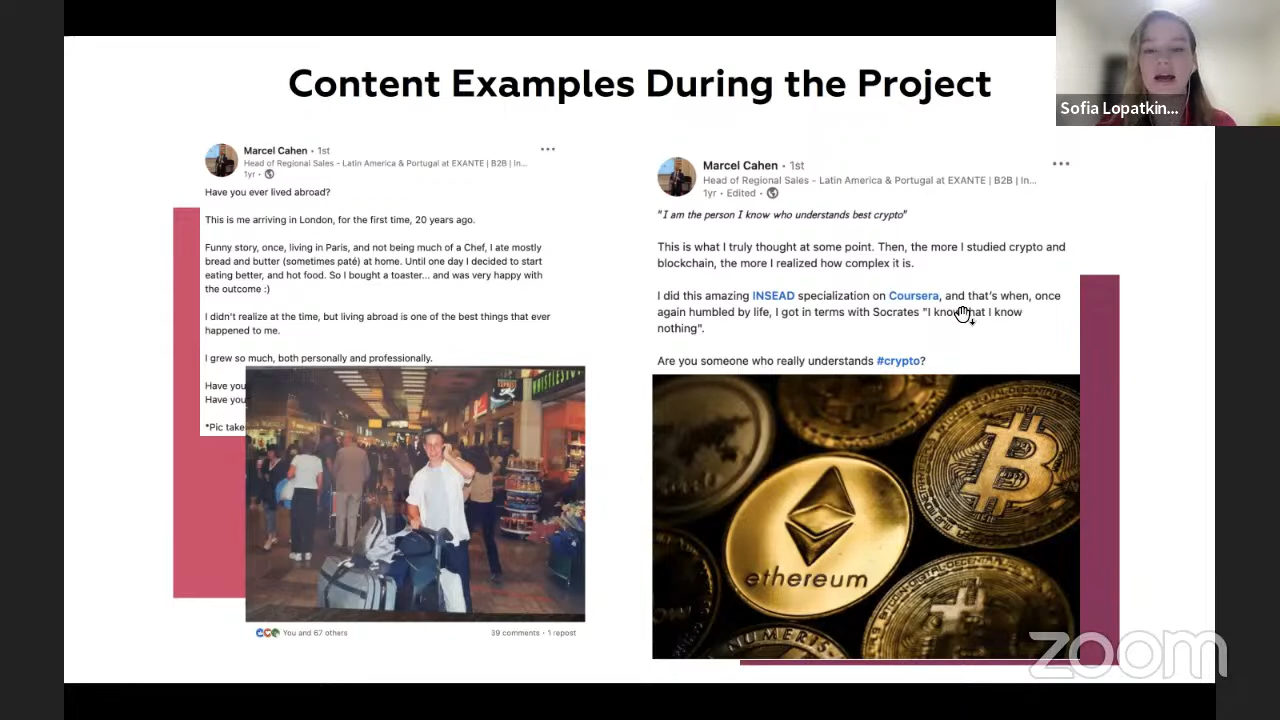 Content Examples During the Project
Sofia Lopatkin...
Marcel Cahen • 1st
Head of Regional Sales - Latin America & Portugal at EXANTE | B2B | In...
1yr •
Have you ever lived abroad?
This is me arriving in London, for the first time, 20 years ago.
Funny story, once, living in Paris, and not being much of a Chef, I ate mostly
bread and butter (sometimes paté) at home. Until one day I decided to start
eating better, and hot food. So I bought a toaster... and was very happy with
the outcome :)
I didn't realize at the time, but living abroad is one of the best things that ever
happened to me.
I grew so much, both personally and professionally.
Have you
Have you
*Pic take
You and 67 others
39 comments • 1 repost
Marcel Cahen • 1st
Head of Regional Sales - Latin America & Portugal at EXANTE | B2B | In...
1yr • Edited •
"I am the person I know who understands best crypto"
This is what I truly thought at some point. Then, the more I studied crypto and
blockchain, the more I realized how complex it is.
I did this amazing INSEAD specialization on Coursera, and that's when, once
again humbled by life, I got in terms with Socrates "I know that I know
nothing".
Are you someone who really understands #crypto?
ethereum
NUMERIS
zoom